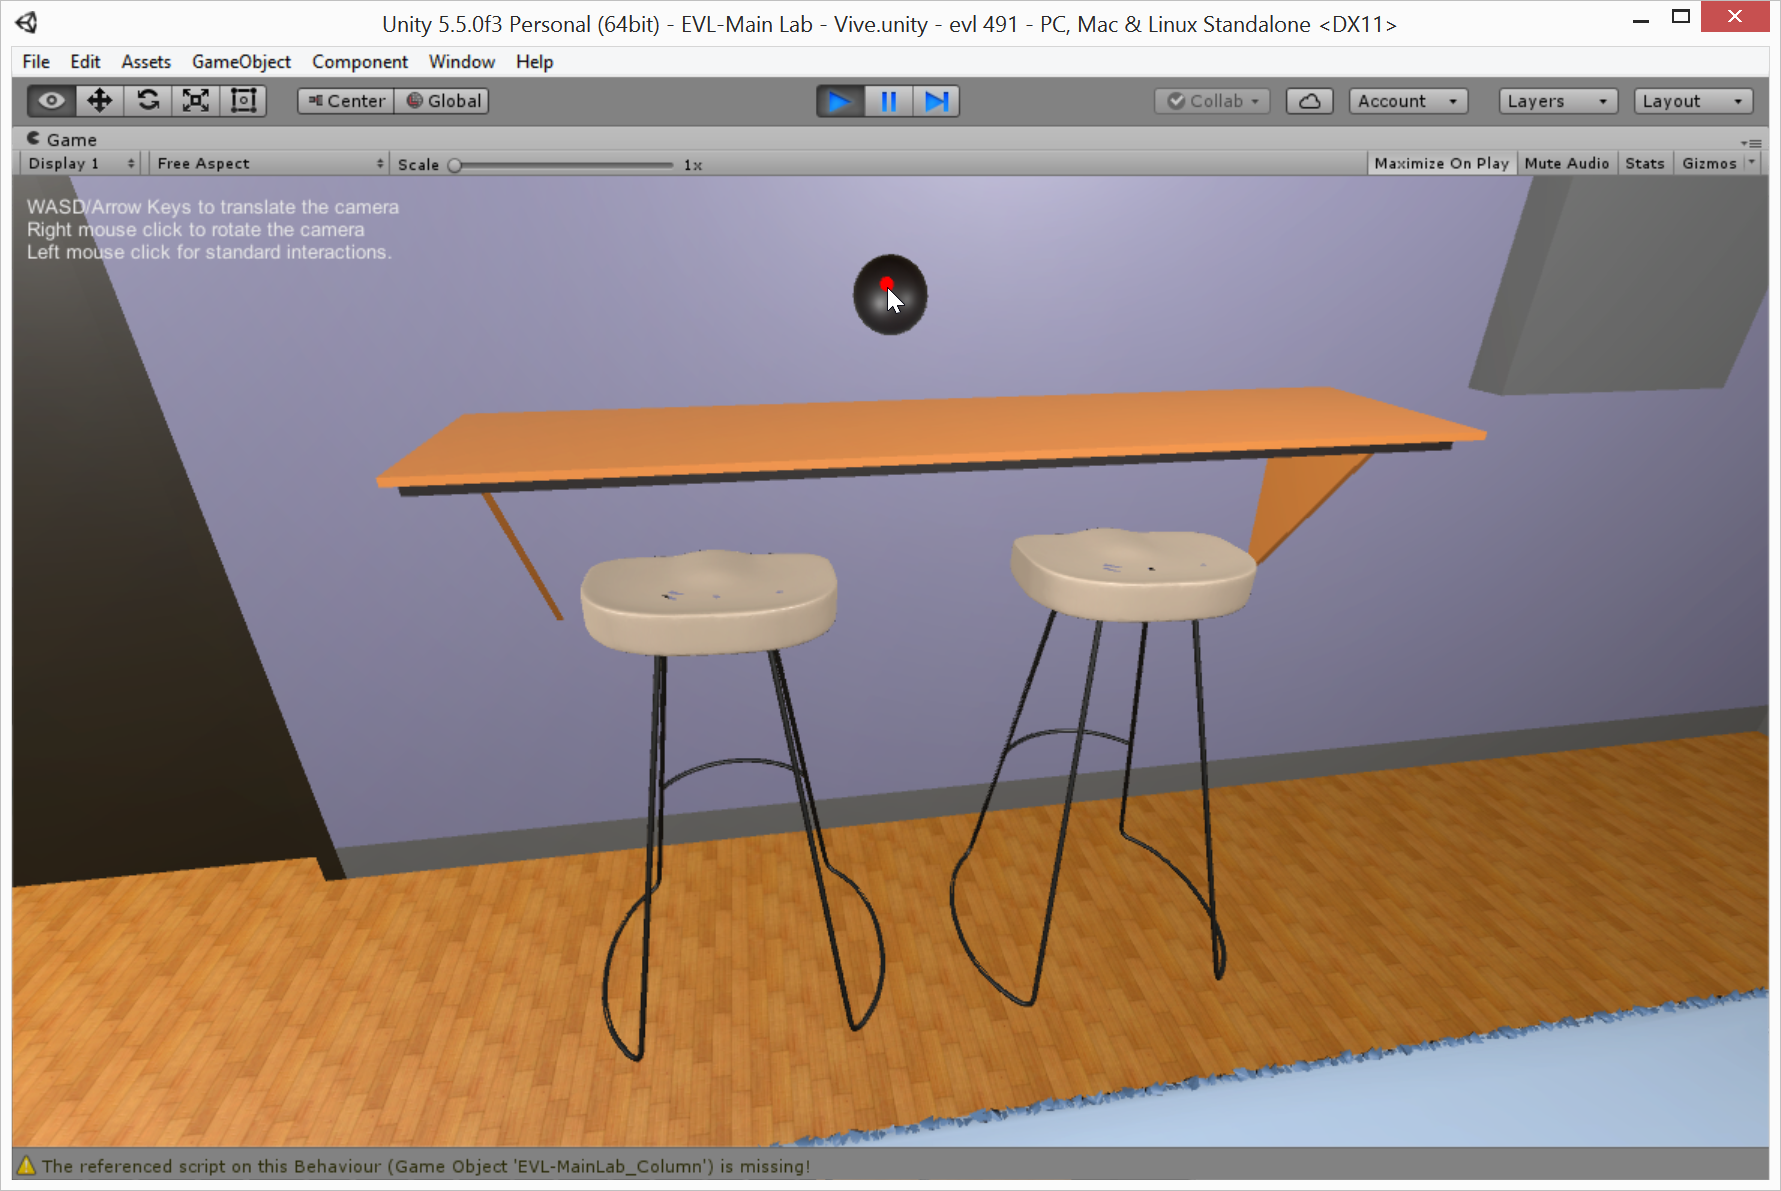 Unity 5.5.0f3 Personal (64bit) - EVL-Main Lab - Vive.unity - evl 491 - PC, Mac & Linux Standalone <DX11>
File Edit Assets GameObject Component Window Help
Center Global Collab Account Layers Layout
Game
Display 1 Free Aspect Scale 1x Maximize On Play Mute Audio Stats Gizmos
WASD/Arrow Keys to translate the camera
Right mouse click to rotate the camera
Left mouse click for standard interactions.
The referenced script on this Behaviour (Game Object 'EVL-MainLab_Column') is missing!